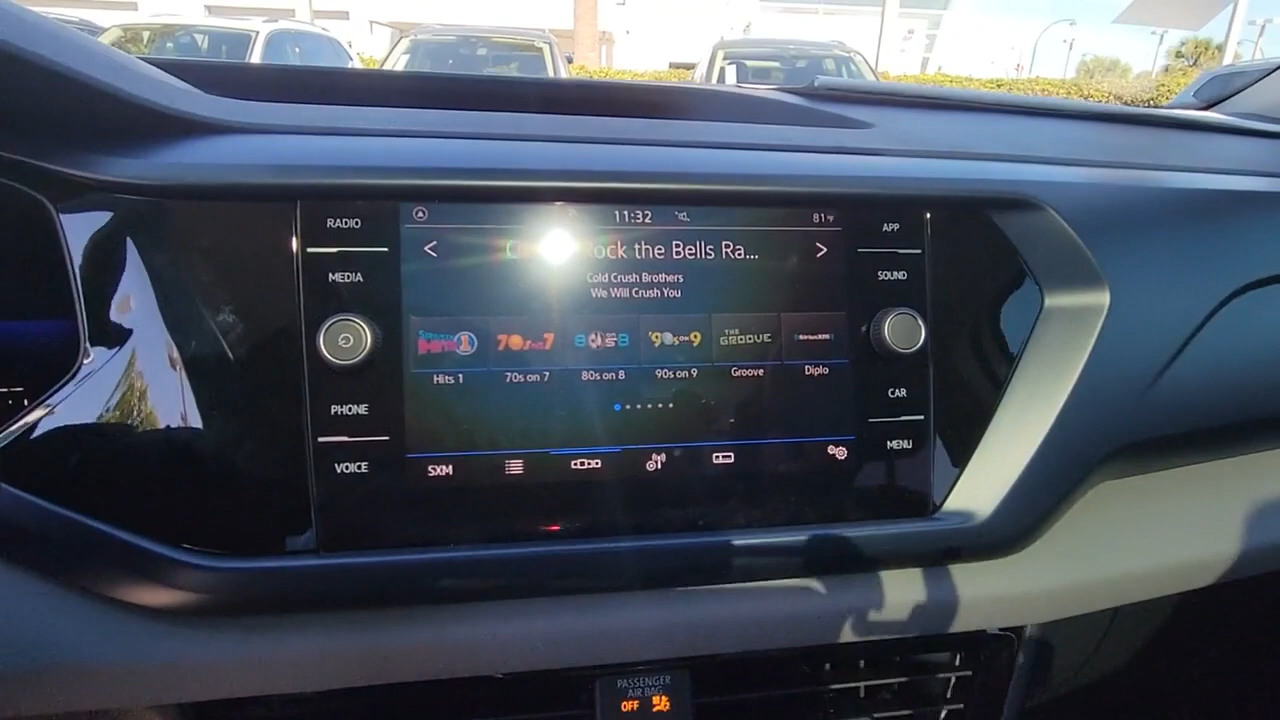 RADIO
MEDIA
PHONE
VOICE
11:32
81°F
Rock the Bells Ra...
Cold Crush Brothers
We Will Crush You
70s on 7
80s on 8
90s on 9
THE
GROOVE
SiriusXM
Hits 1
70s on 7
80s on 8
90s on 9
Groove
Diplo
SXM
APP
SOUND
CAR
MENU
PASSENGER
AIR BAG
OFF